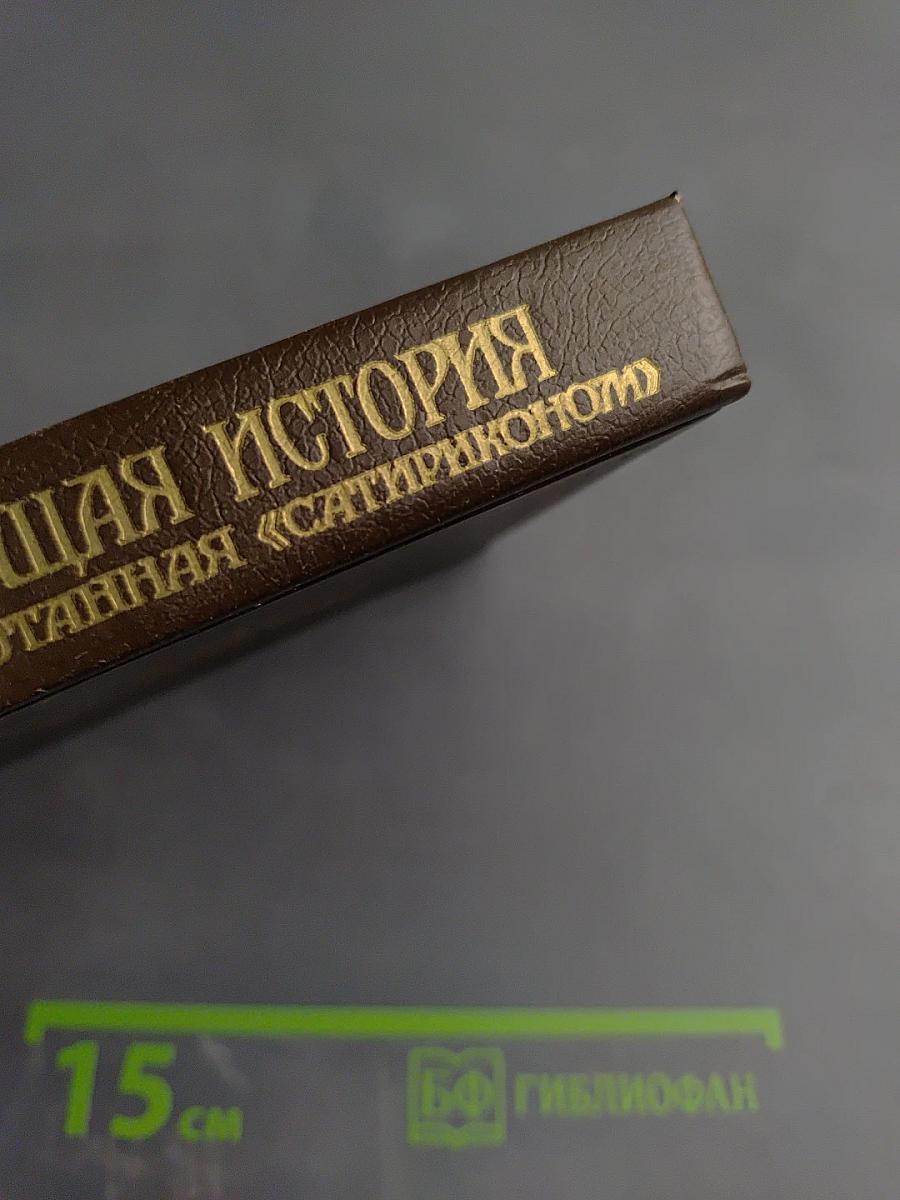 ЩАЯ ИСТОРИЯ
ОТАННАЯ «САТИРИКОНОМ»
15 см
БФ ГИБЛИОФАН